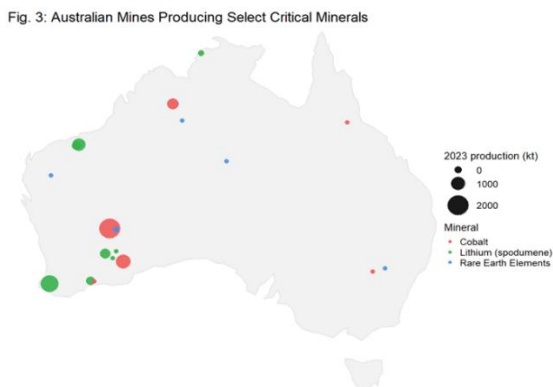 Fig. 3: Australian Mines Producing Select Critical Minerals
2023 production (kt)
0
1000
2000
Mineral
Cobalt
Lithium (spodumene)
Rare Earth Elements